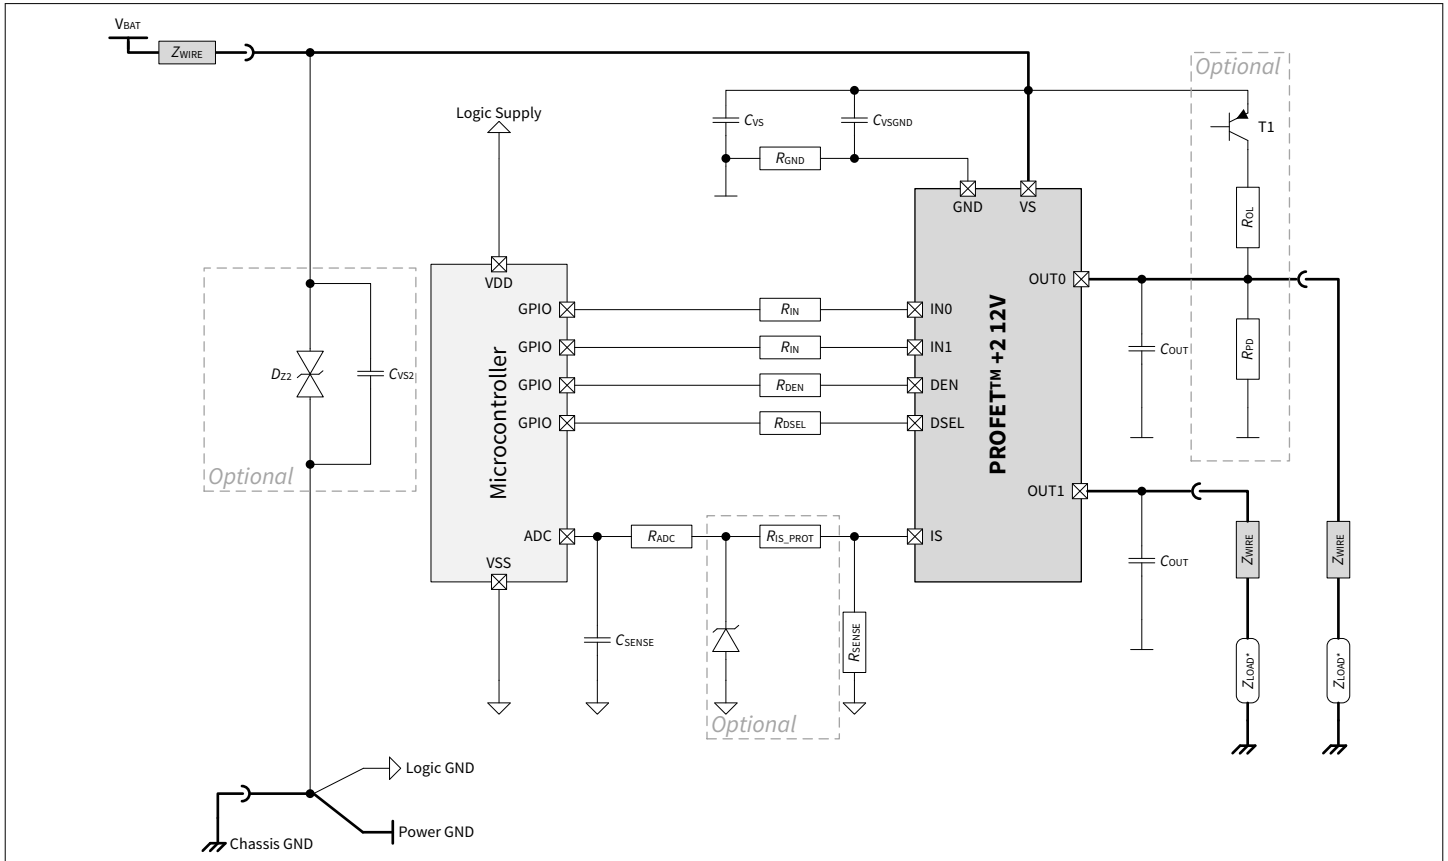 VBAT
ZWIRE
Optional
Logic Supply
CVS
CVSGND
T1
RGND
ROL
GND
VS
VDD
OUT0
GPIO
RIN
IN0
GPIO
RIN
IN1
COUT
RPD
DZ2
CVS2
GPIO
RDEN
DEN
GPIO
RDSEL
DSEL
Microcontroller
PROFET™ +2 12V
Optional
OUT1
ADC
RADC
RIS_PROT
IS
ZWIRE
ZWIRE
VSS
COUT
CSENSE
RSENSE
ZLOAD*
ZLOAD*
Optional
Logic GND
Power GND
Chassis GND